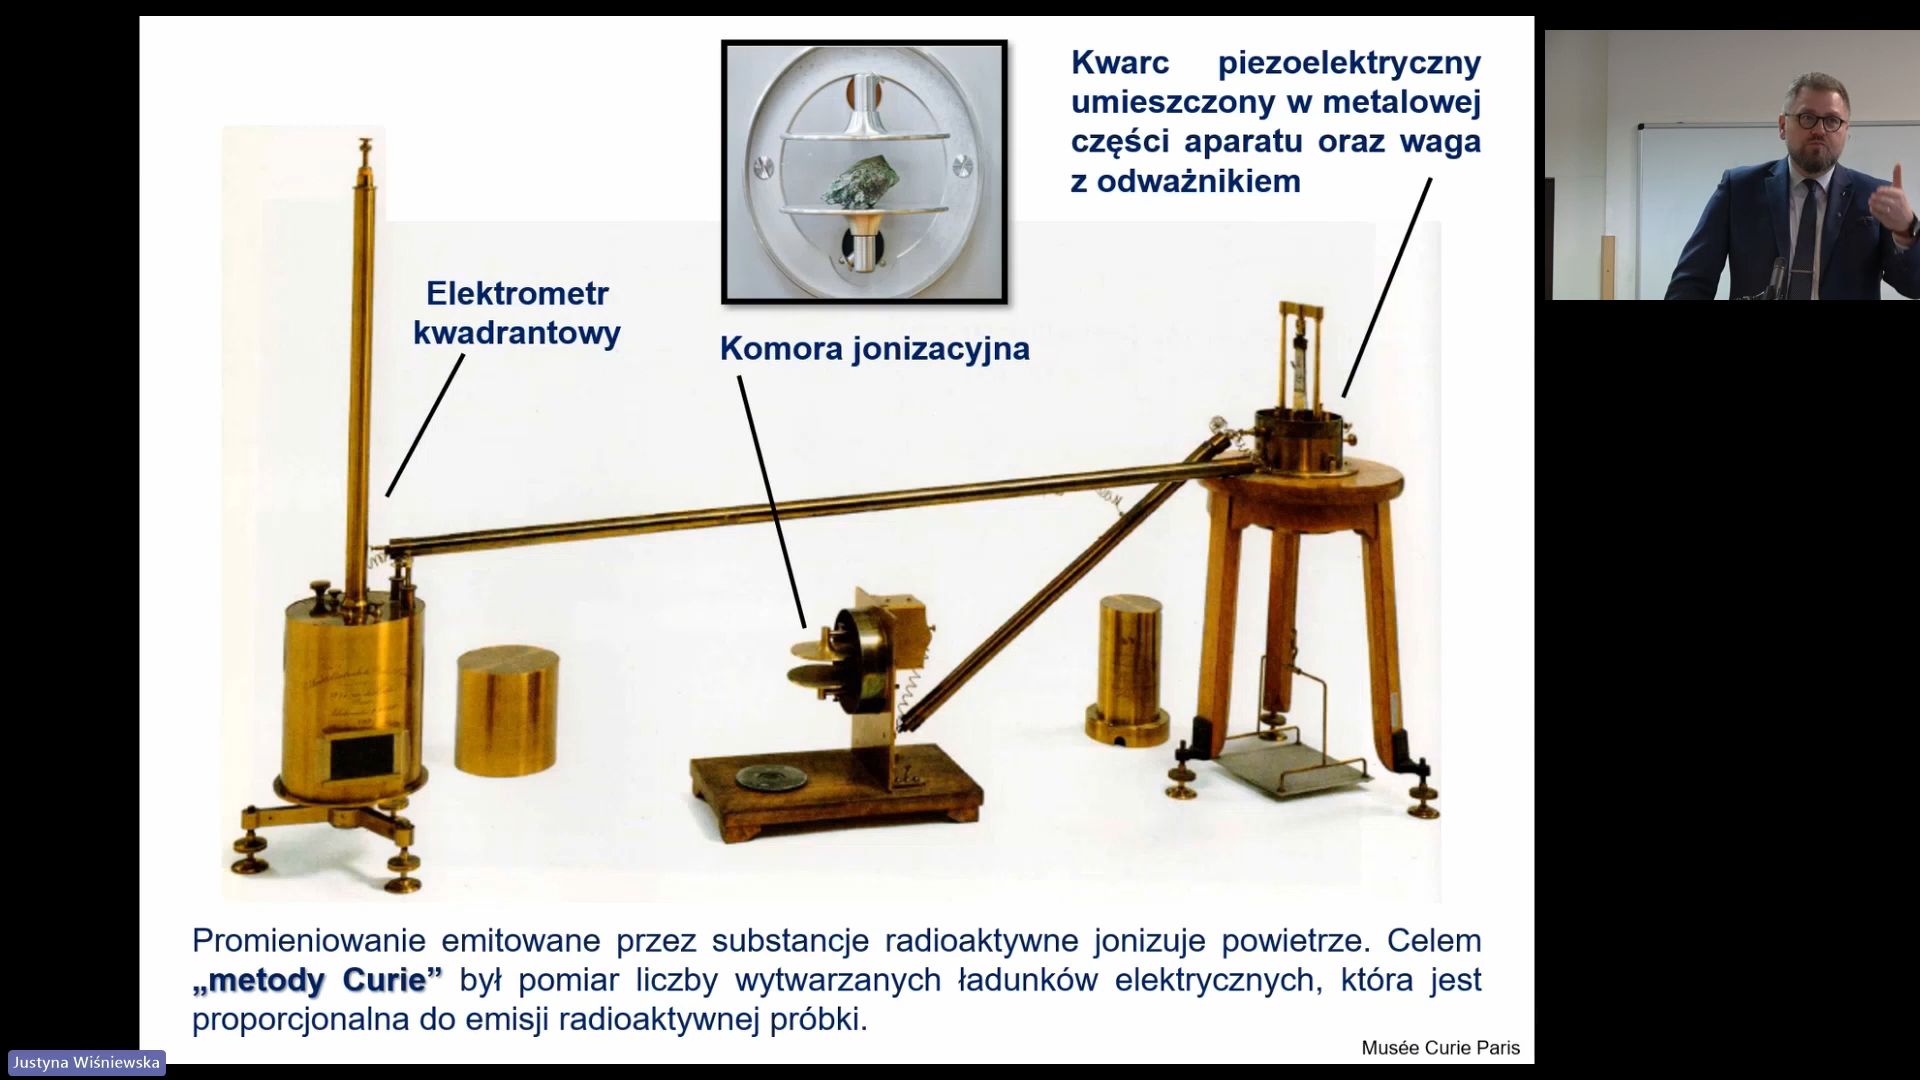 Kwarc piezoelektryczny
umieszczony w metalowej
części aparatu oraz waga
z odważnikiem
Elektrometr
kwadrantowy
Komora jonizacyjna
Promieniowanie emitowane przez substancje radioaktywne jonizuje powietrze. Celem
„metody Curie” był pomiar liczby wytwarzanych ładunków elektrycznych, która jest
proporcjonalna do emisji radioaktywnej próbki.
Musée Curie Paris
Justyna Wiśniewska